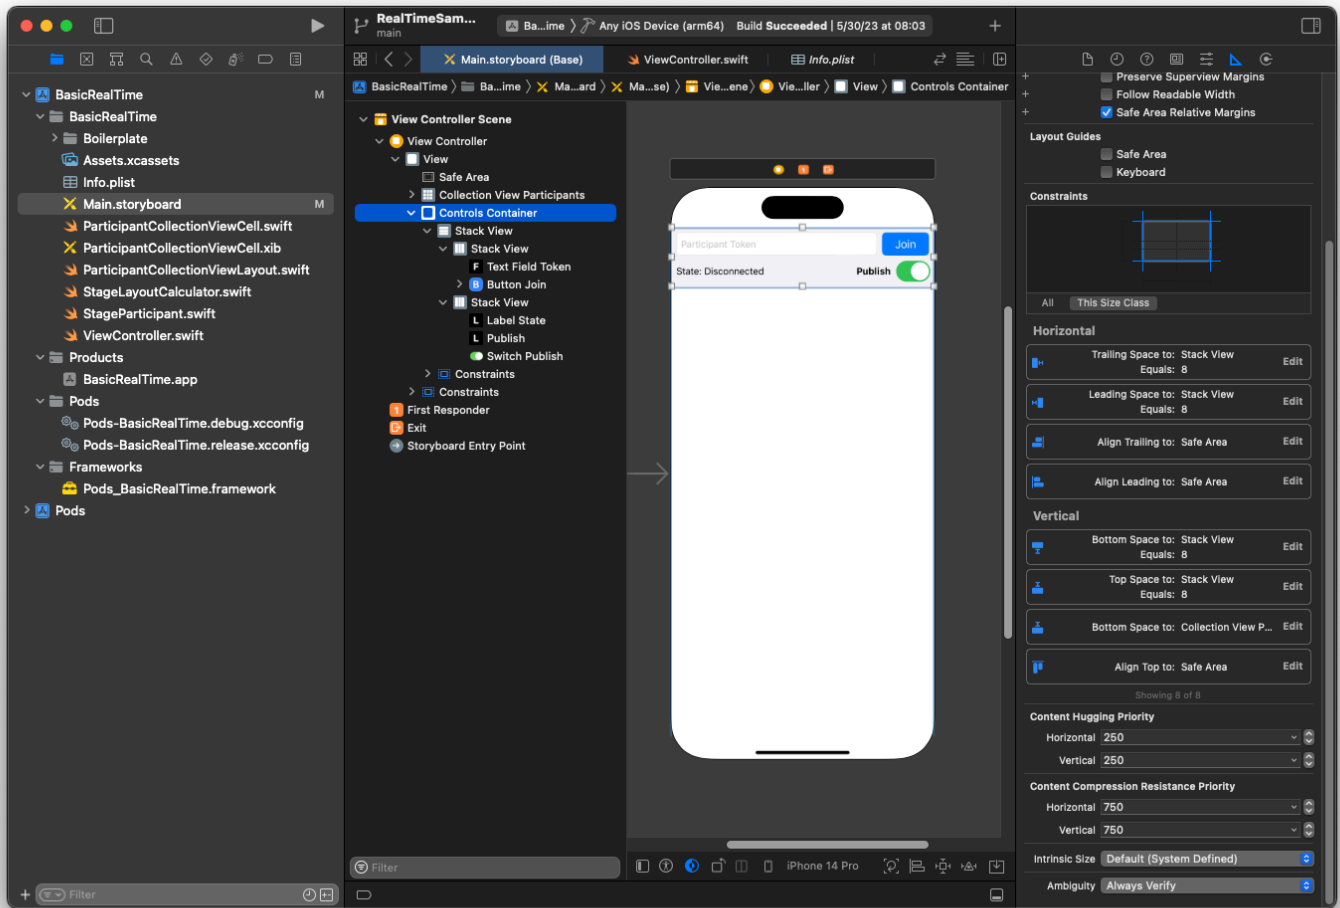 RealTimeSam...
main
Ba...ime
Any iOS Device (arm64)
Build Succeeded | 5/30/23 at 08:03
Main.storyboard (Base)
ViewController.swift
Info.plist
BasicRealTime
Ba...ime
Ma...ard
Ma...se)
Vie...ene
Vie...ller
View
Controls Container
BasicRealTime
M
BasicRealTime
Boilerplate
Assets.xcassets
Info.plist
Main.storyboard
M
ParticipantCollectionViewCell.swift
ParticipantCollectionViewCell.xib
ParticipantCollectionViewLayout.swift
StageLayoutCalculator.swift
StageParticipant.swift
ViewController.swift
Products
BasicRealTime.app
Pods
Pods-BasicRealTime.debug.xcconfig
Pods-BasicRealTime.release.xcconfig
Frameworks
Pods_BasicRealTime.framework
Pods
Filter
View Controller Scene
View Controller
View
Safe Area
Collection View Participants
Controls Container
Stack View
Stack View
F Text Field Token
B Button Join
Stack View
L Label State
L Publish
Switch Publish
Constraints
Constraints
1 First Responder
Exit
Storyboard Entry Point
Filter
1
Participant Token
Join
State: Disconnected
Publish
iPhone 14 Pro
Preserve Superview Margins
Follow Readable Width
Safe Area Relative Margins
Layout Guides
Safe Area
Keyboard
Constraints
All
This Size Class
Horizontal
Trailing Space to: Stack View
Equals: 8
Edit
Leading Space to: Stack View
Equals: 8
Edit
Align Trailing to: Safe Area
Edit
Align Leading to: Safe Area
Edit
Vertical
Bottom Space to: Stack View
Equals: 8
Edit
Top Space to: Stack View
Equals: 8
Edit
Bottom Space to: Collection View P...
Edit
Align Top to: Safe Area
Edit
Showing 8 of 8
Content Hugging Priority
Horizontal 250
Vertical 250
Content Compression Resistance Priority
Horizontal 750
Vertical 750
Intrinsic Size Default (System Defined)
Ambiguity Always Verify